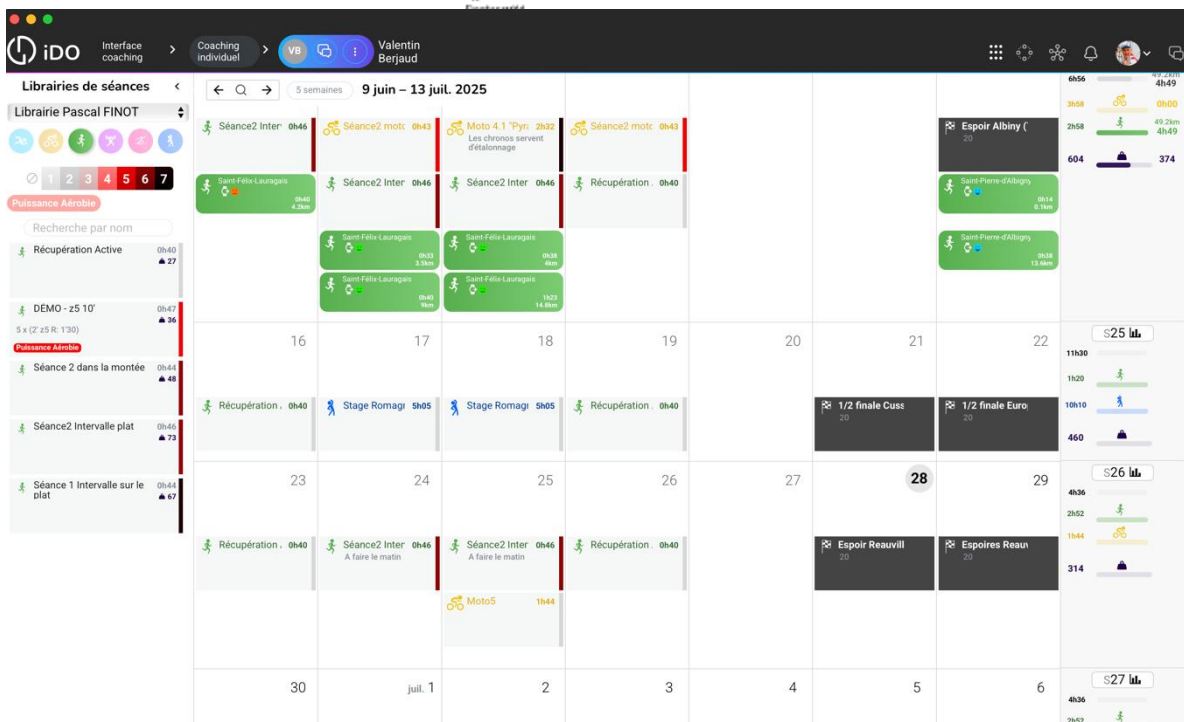 iDO
Interface coaching
Coaching individuel
VB
Valentin Berjaud
Librairies de séances
Librairie Pascal FINOT
1 2 3 4 5 6 7
Puissance Aérobie
Recherche par nom
Récupération Active 0h40
27
DÉMO - z5 10' 0h47
36
5 x (2' z5 R: 1'30)
Puissance Aérobie
Séance 2 dans la montée 0h44
48
Séance2 Intervalle plat 0h46
73
Séance 1 Intervalle sur le plat 0h44
67
5 semaines 9 juin – 13 juil. 2025
Séance2 Inter 0h46
Saint-Félix-Lauragais
0h40
4.2km
Séance2 motc 0h43
Séance2 Inter 0h46
Saint-Félix-Lauragais
0h33
3.5km
Saint-Félix-Lauragais
0h40
9km
Moto 4.1 "Pyr 2h32
Les chronos servent d'étalonnage
Séance2 Inter 0h46
Saint-Félix-Lauragais
0h38
4km
Saint-Félix-Lauragais
1h23
14.8km
Séance2 motc 0h43
Récupération . 0h40
Espoir Albiny (
20
Saint-Pierre-d'Albigny
0h14
0.1km
Saint-Pierre-d'Albigny
0h38
13.6km
6h56 49.2km
4h49
3h58 0h00
2h58 49.2km
4h49
604 374
16 17 18 19 20 21 22
Récupération . 0h40
Stage Romagı 5h05
Stage Romagı 5h05
Récupération . 0h40
1/2 finale Cuss
20
1/2 finale Euro
20
S25
11h30
1h20
10h10
460
23 24 25 26 27 28 29
Récupération . 0h40
Séance2 Inter 0h46
A faire le matin
Séance2 Inter 0h46
A faire le matin
Moto5 1h44
Récupération . 0h40
Espoir Reauvill
20
Espoires Reau
20
S26
4h36
2h52
1h44
314
30 juil. 1 2 3 4 5 6
S27
4h36
2h52